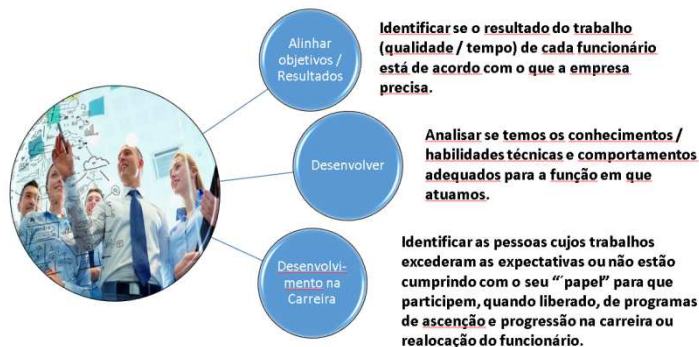 Alinhar
objetivos /
Resultados
Identificar se o resultado do trabalho
(qualidade / tempo) de cada funcionário
está de acordo com o que a empresa
precisa.
Desenvolver
Analisar se temos os conhecimentos /
habilidades técnicas e comportamentos
adequados para a função em que
atuamos.
Desenvolvi-
mento na
Carreira
Identificar as pessoas cujos trabalhos
excederam as expectativas ou não estão
cumprindo com o seu “´papel” para que
participem, quando liberado, de programas
de ascenção e progressão na carreira ou
realocação do funcionário.